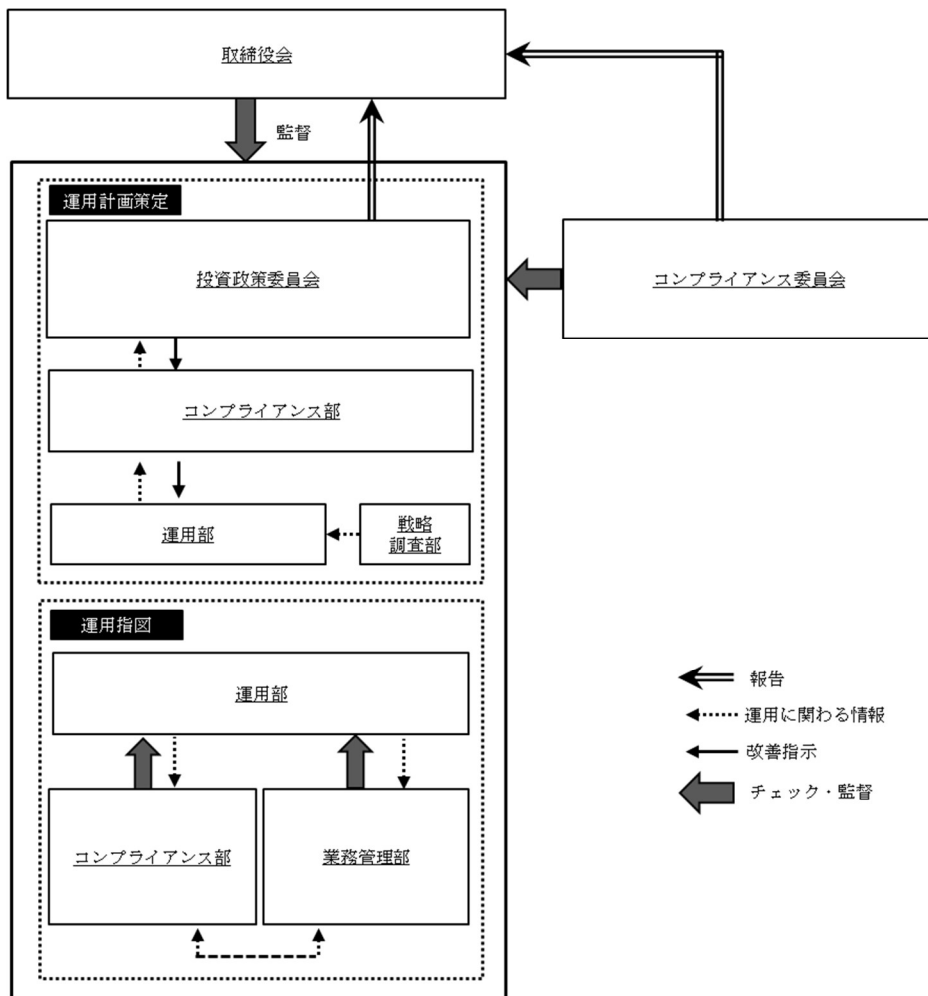 取締役会
監督
運用計画策定
投資政策委員会
コンプライアンス委員会
コンプライアンス部
運用部
戦略
調査部
運用指図
運用部
コンプライアンス部
業務管理部
報告
運用に関わる情報
改善指示
チェック・監督